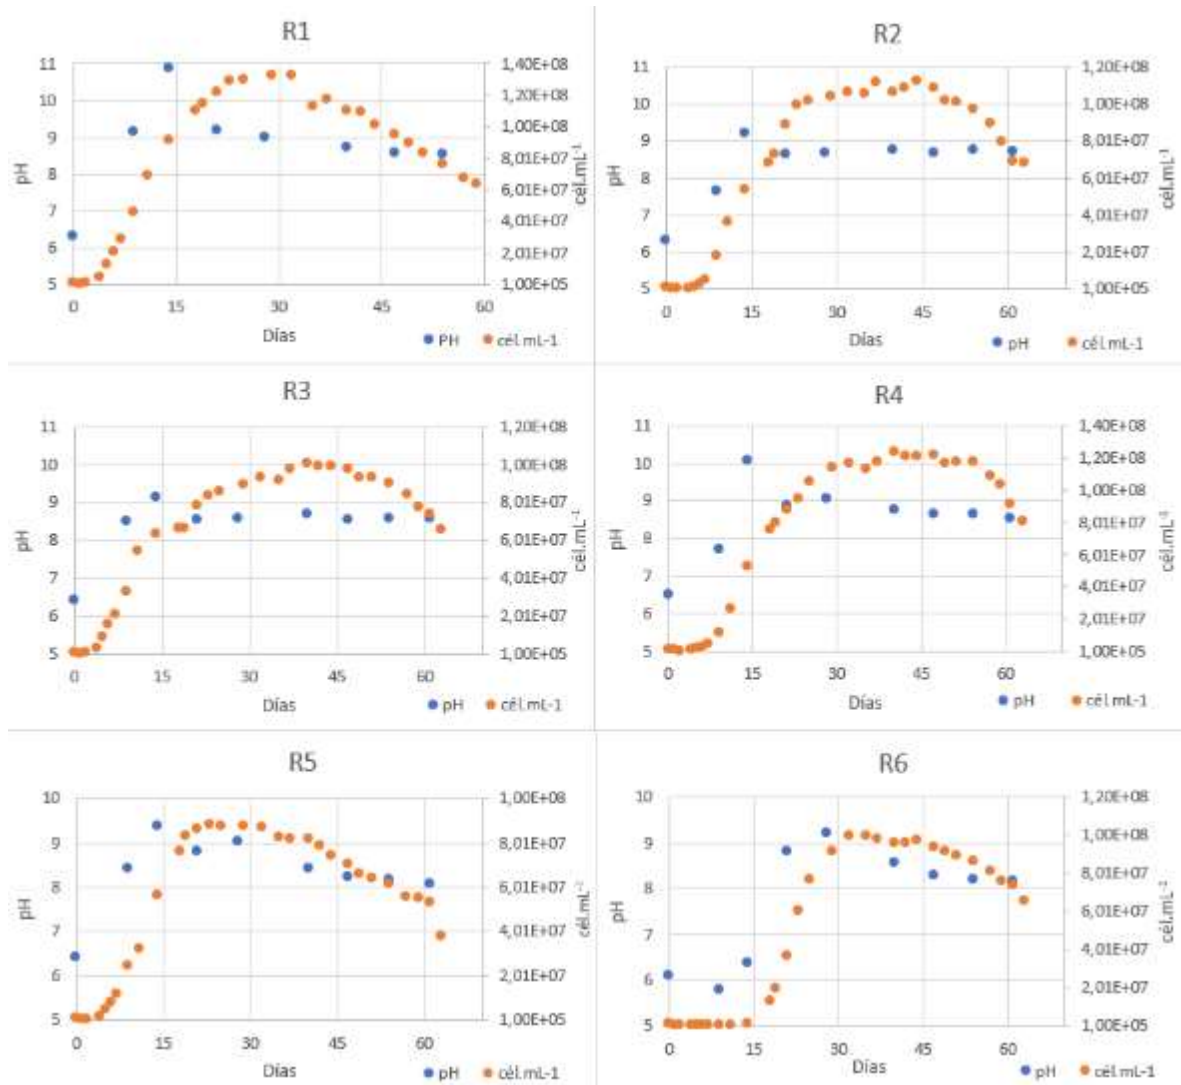 R1
11
10
9
8
7
6
5
pH
1,40E+08
1,20E+08
1,00E+08
8,01E+07
6,01E+07
4,01E+07
2,01E+07
1,00E+05
cél.mL-1
0 15 30 45 60
Días
PH cél.mL-1
R2
11
10
9
8
7
6
5
pH
1,20E+08
1,00E+08
8,01E+07
6,01E+07
4,01E+07
2,01E+07
1,00E+05
cél.mL-1
0 15 30 45 60
Días
pH cél.mL-1
R3
11
10
9
8
7
6
5
pH
1,20E+08
1,00E+08
8,01E+07
6,01E+07
4,01E+07
2,01E+07
1,00E+05
cél.mL-1
0 15 30 45 60
Días
pH cél.mL-1
R4
11
10
9
8
7
6
5
pH
1,40E+08
1,20E+08
1,00E+08
8,01E+07
6,01E+07
4,01E+07
2,01E+07
1,00E+05
cél.mL-1
0 15 30 45 60
Días
pH cél.mL-1
R5
10
9
8
7
6
5
pH
1,00E+08
8,01E+07
6,01E+07
4,01E+07
2,01E+07
1,00E+05
cél.mL-1
0 15 30 45 60
Días
pH cél.mL-1
R6
10
9
8
7
6
5
pH
1,20E+08
1,00E+08
8,01E+07
6,01E+07
4,01E+07
2,01E+07
1,00E+05
cél.mL-1
0 15 30 45 60
Días
pH cél.mL-1